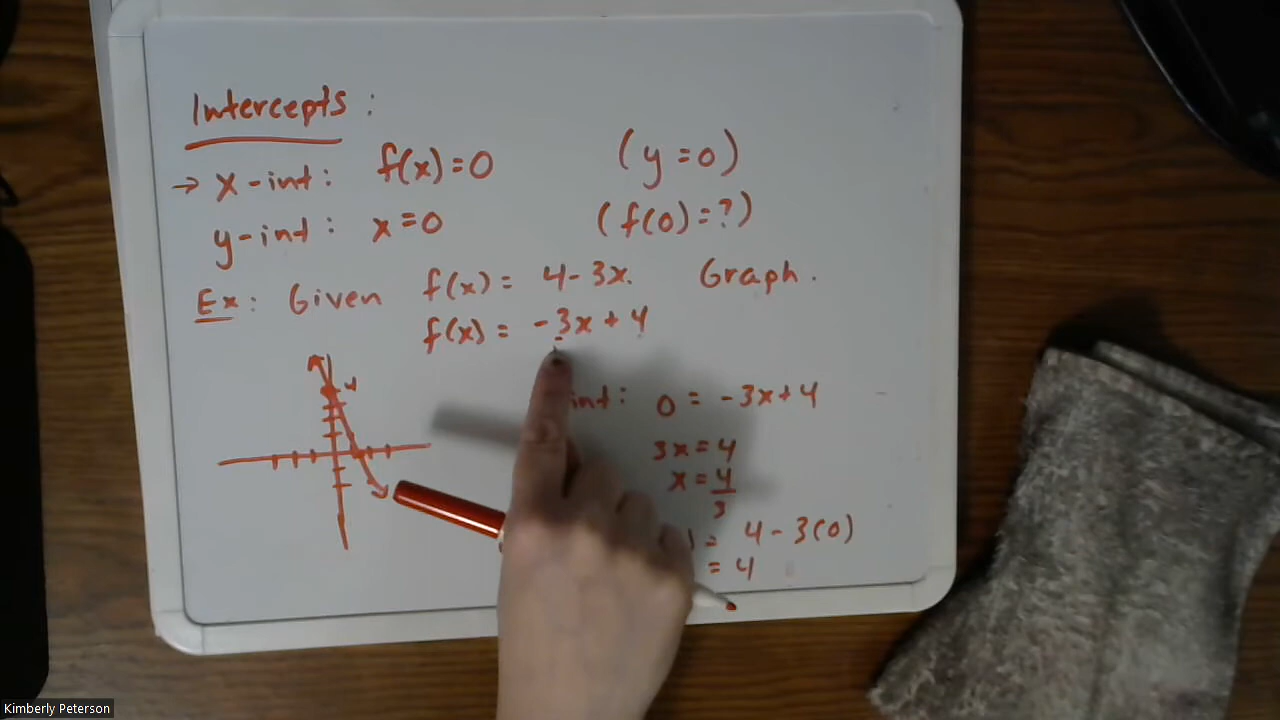 Intercepts:
→ x-int: f(x)=0 (y=0)
y-int: x=0 (f(0)=?)
Ex: Given f(x)= 4-3x. Graph.
f(x) = -3x+4
4
int: 0 = -3x+4
3x=4
x=4/3
) = 4-3(0)
= 4
Kimberly Peterson